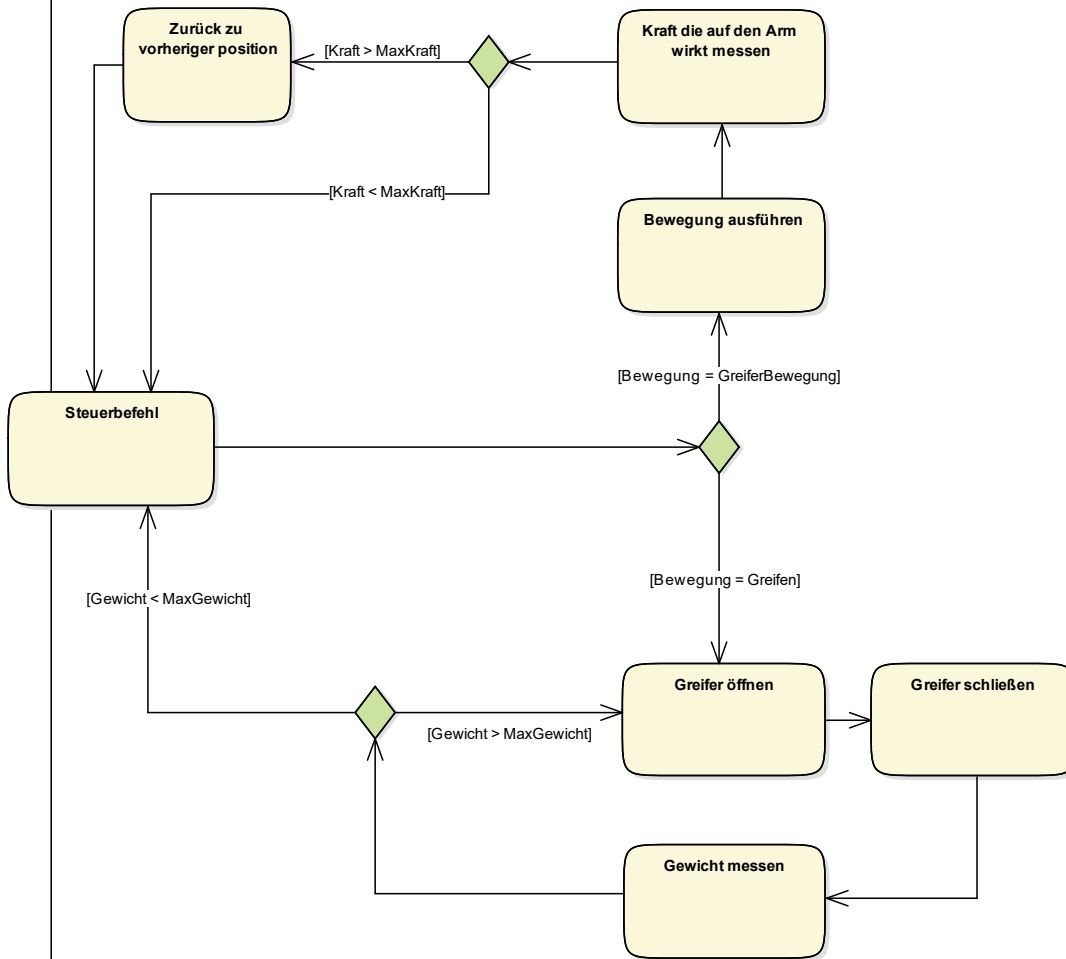 Zurück zu
vorheriger position
[Kraft > MaxKraft]
Kraft die auf den Arm
wirkt messen
[Kraft < MaxKraft]
Bewegung ausführen
[Bewegung = GreiferBewegung]
Steuerbefehl
[Bewegung = Greifen]
[Gewicht < MaxGewicht]
Greifer öffnen
Greifer schließen
[Gewicht > MaxGewicht]
Gewicht messen